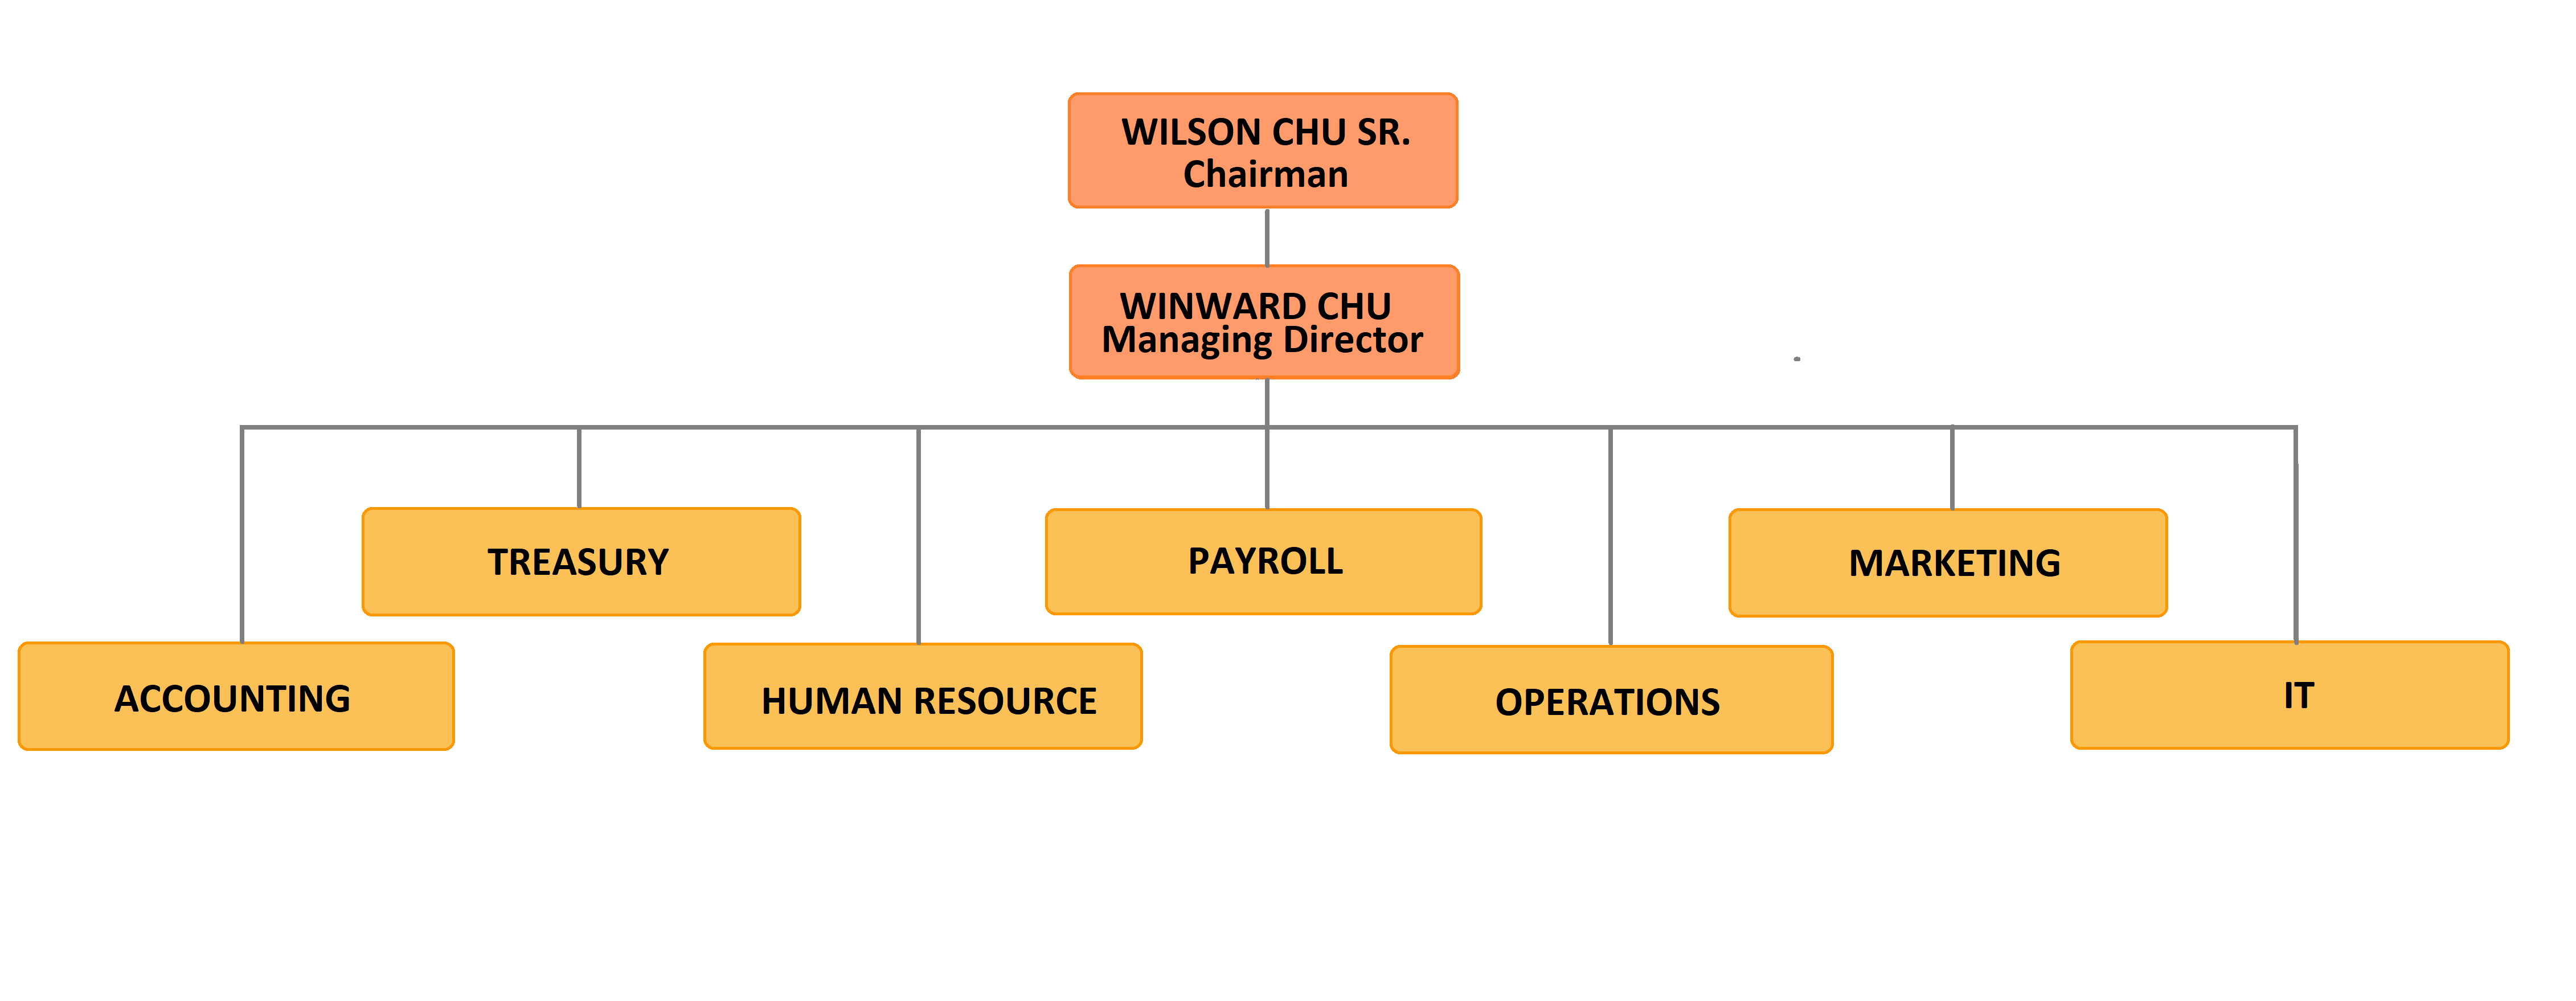 WILSON CHU SR.
Chairman
WINWARD CHU
Managing Director
TREASURY
PAYROLL
MARKETING
ACCOUNTING
HUMAN RESOURCE
OPERATIONS
IT